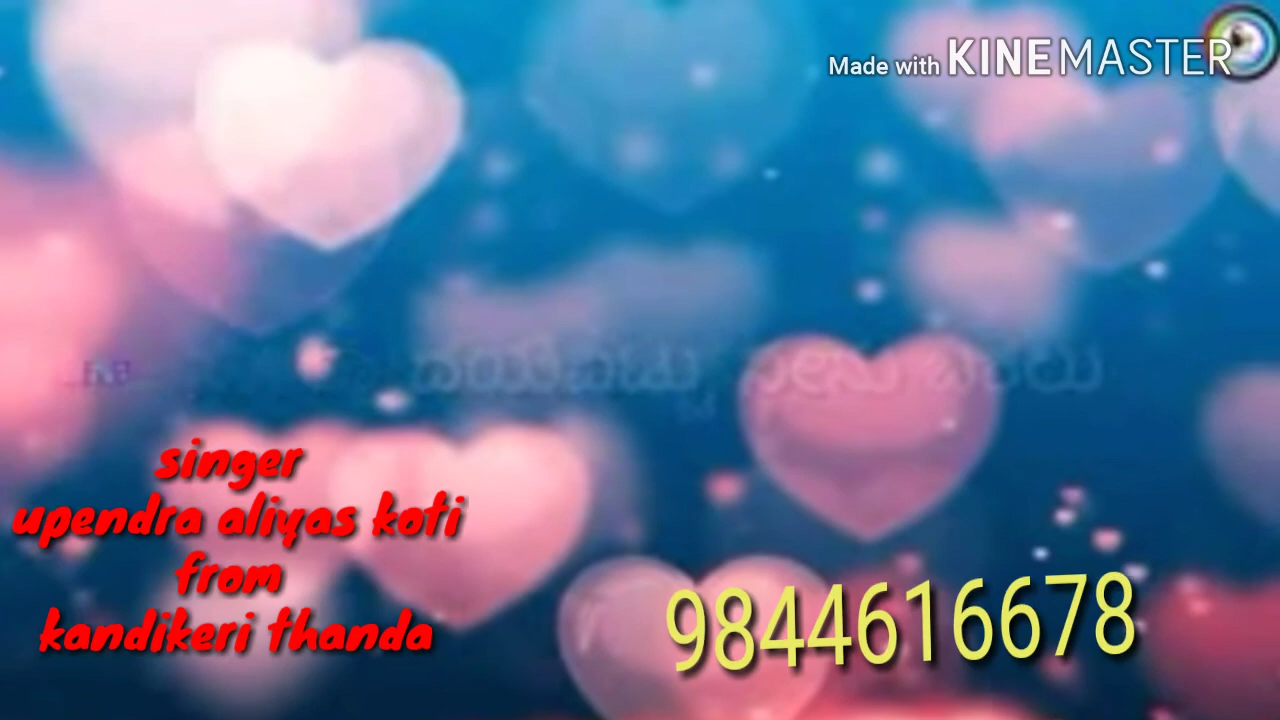 Made with KINEMASTER
singer
upendra aliyas koti
from
kandikeri thanda
9844616678